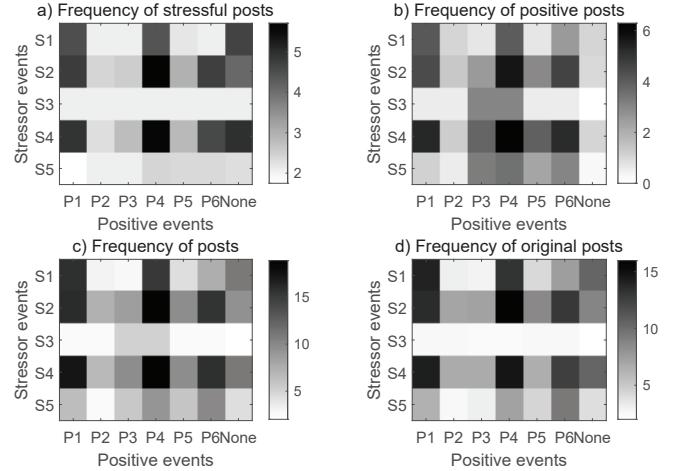 a) Frequency of stressful posts
S1
S2
S3
S4
S5
Stressor events
P1 P2 P3 P4 P5 P6None
Positive events
5
4
3
2
b) Frequency of positive posts
S1
S2
S3
S4
S5
Stressor events
P1 P2 P3 P4 P5 P6None
Positive events
6
4
2
0
c) Frequency of posts
S1
S2
S3
S4
S5
Stressor events
P1 P2 P3 P4 P5 P6None
Positive events
15
10
5
d) Frequency of original posts
S1
S2
S3
S4
S5
Stressor events
P1 P2 P3 P4 P5 P6None
Positive events
15
10
5